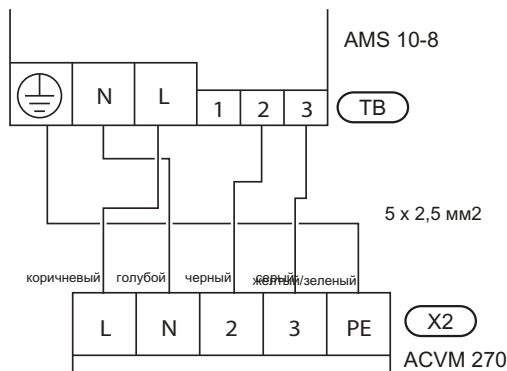 AMS 10-8
N L 1 2 3 TB
5 x 2,5 мм2
коричневый голубой черный серый желтый/зеленый
L N 2 3 PE X2
ACVM 270